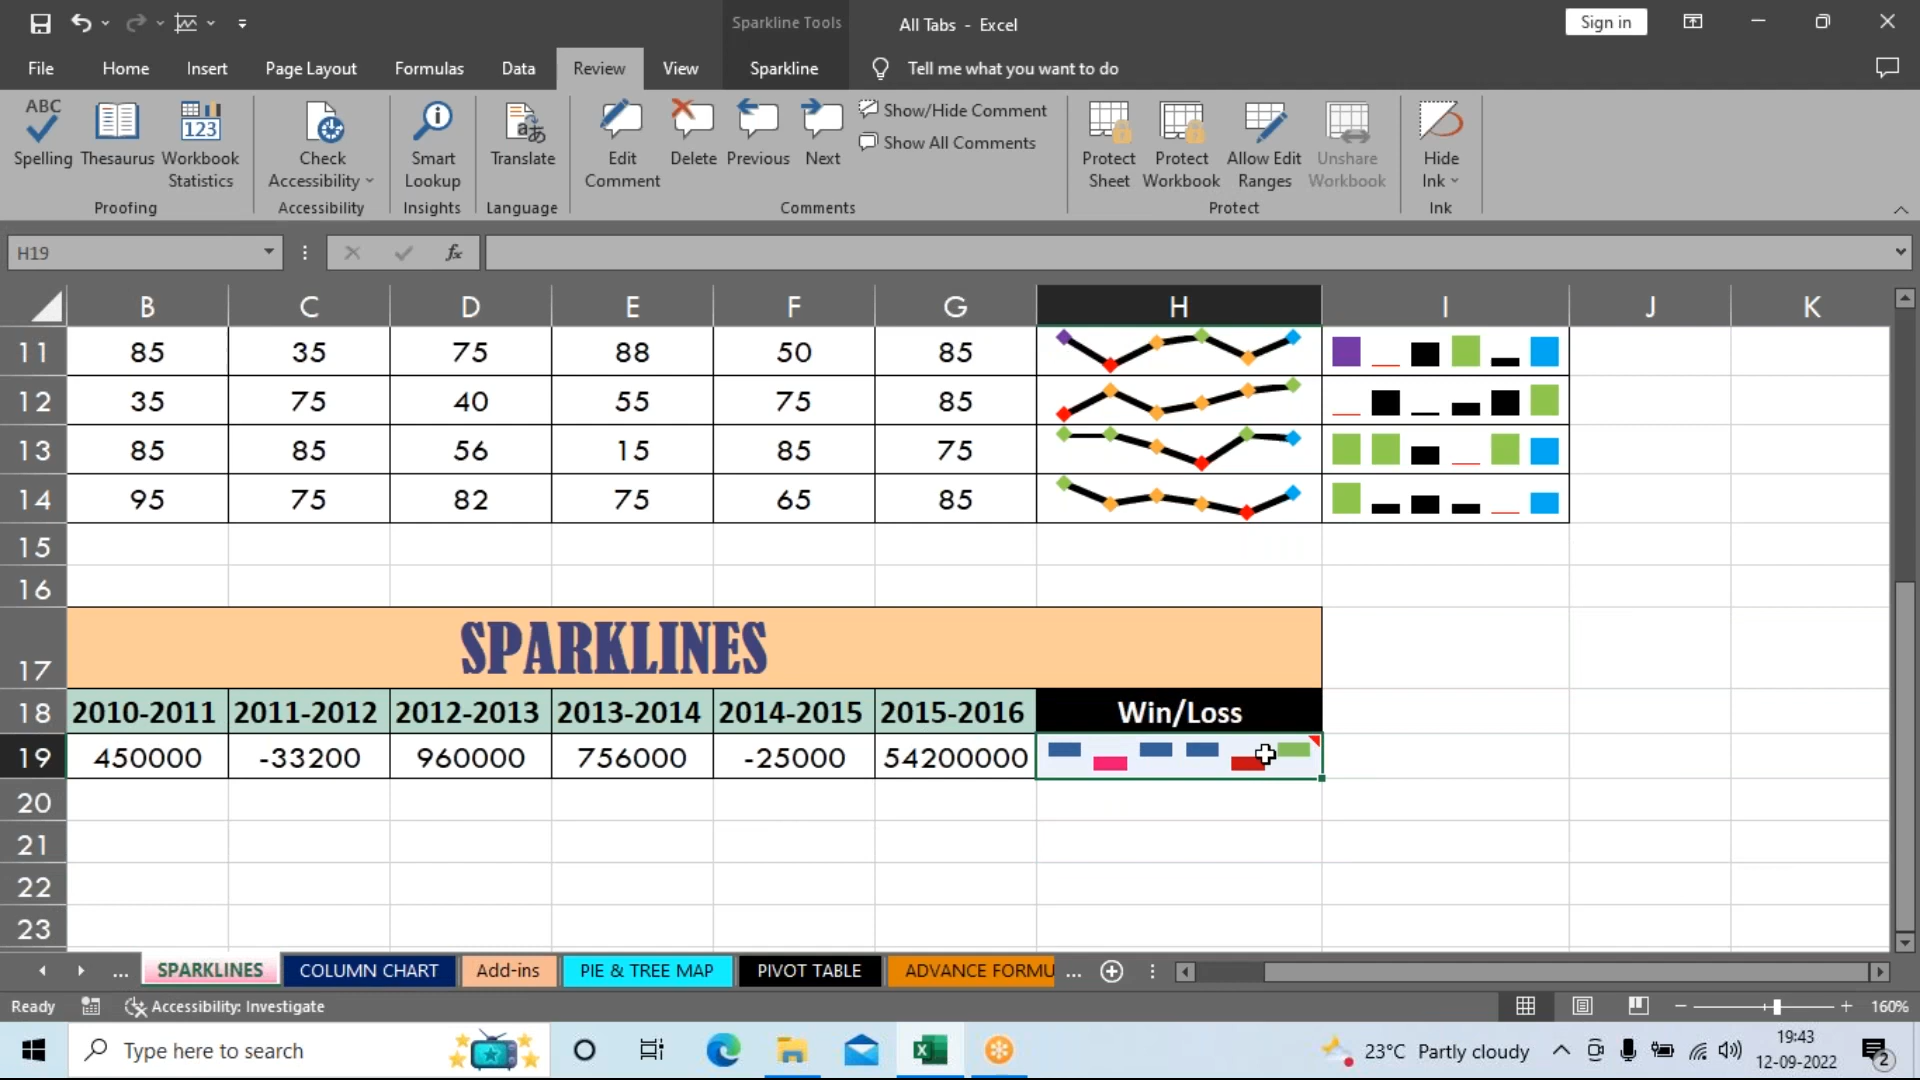 Sparkline Tools
All Tabs - Excel
Sign in
File
Home
Insert
Page Layout
Formulas
Data
Review
View
Sparkline
Tell me what you want to do
ABC
Spelling
Thesaurus
123
Workbook
Statistics
Proofing
Check
Accessibility
Accessibility
Smart
Lookup
Insights
Translate
Language
Edit
Comment
Delete
Previous
Next
Show/Hide Comment
Show All Comments
Comments
Protect
Sheet
Protect
Workbook
Allow Edit
Ranges
Unshare
Workbook
Protect
Hide
Ink
Ink
H19
fx
B C D E F G H I J K
11 85 35 75 88 50 85
12 35 75 40 55 75 85
13 85 85 56 15 85 75
14 95 75 82 75 65 85
15
16
17 SPARKLINES
18 2010-2011 2011-2012 2012-2013 2013-2014 2014-2015 2015-2016 Win/Loss
19 450000 -33200 960000 756000 -25000 54200000
20
21
22
23
... SPARKLINES COLUMN CHART Add-ins PIE & TREE MAP PIVOT TABLE ADVANCE FORMU ...
Ready
Accessibility: Investigate
160%
Type here to search
23°C Partly cloudy
19:43
12-09-2022
2